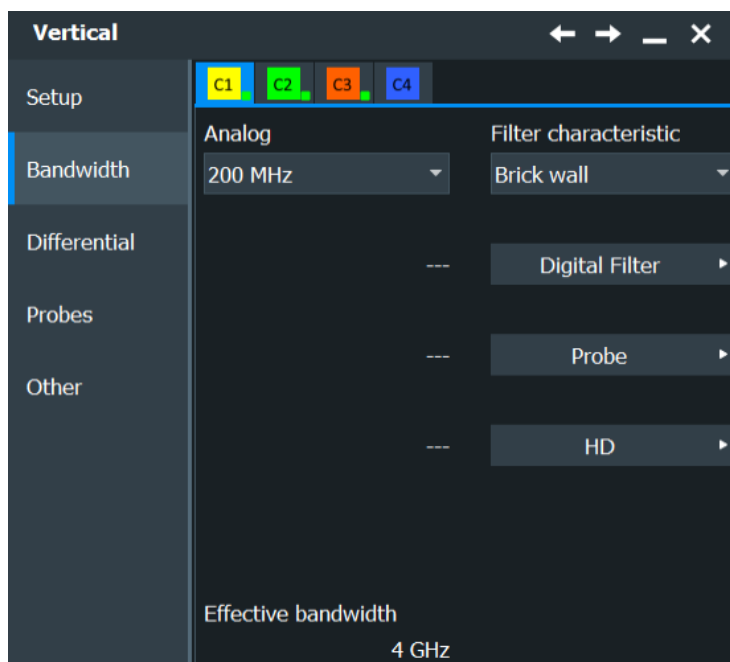 Vertical
Setup
Bandwidth
Differential
Probes
Other
C1 C2 C3 C4
Analog Filter characteristic
200 MHz Brick wall
--- Digital Filter
--- Probe
--- HD
Effective bandwidth
4 GHz